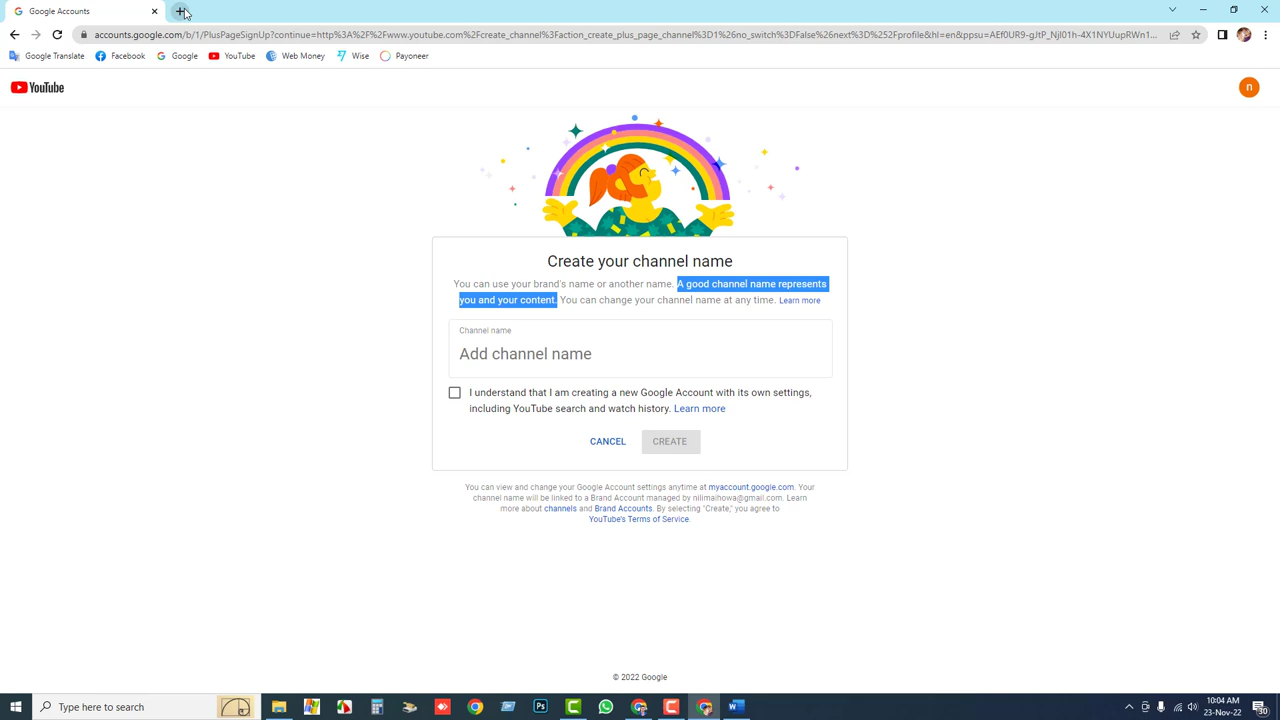 Google Accounts
accounts.google.com/b/1/PlusPageSignUp?continue=http%3A%2F%2Fwww.youtube.com%2Fcreate_channel%3Faction_create_plus_page_channel%3D1%26no_switch%3DFalse%26next%3D%252Fprofile&hl=en&ppsu=AEf0UR9-gJtP_Njl01h-4X1NYUupRWn1...
Google Translate Facebook Google YouTube Web Money Wise Payoneer
YouTube
n
Create your channel name
You can use your brand's name or another name. A good channel name represents
you and your content. You can change your channel name at any time. Learn more
Channel name
Add channel name
I understand that I am creating a new Google Account with its own settings,
including YouTube search and watch history. Learn more
CANCEL CREATE
You can view and change your Google Account settings anytime at myaccount.google.com. Your
channel name will be linked to a Brand Account managed by nilimaihowa@gmail.com. Learn
more about channels and Brand Accounts. By selecting "Create," you agree to
YouTube's Terms of Service.
© 2022 Google
Type here to search
10:04 AM
23-Nov-22
30